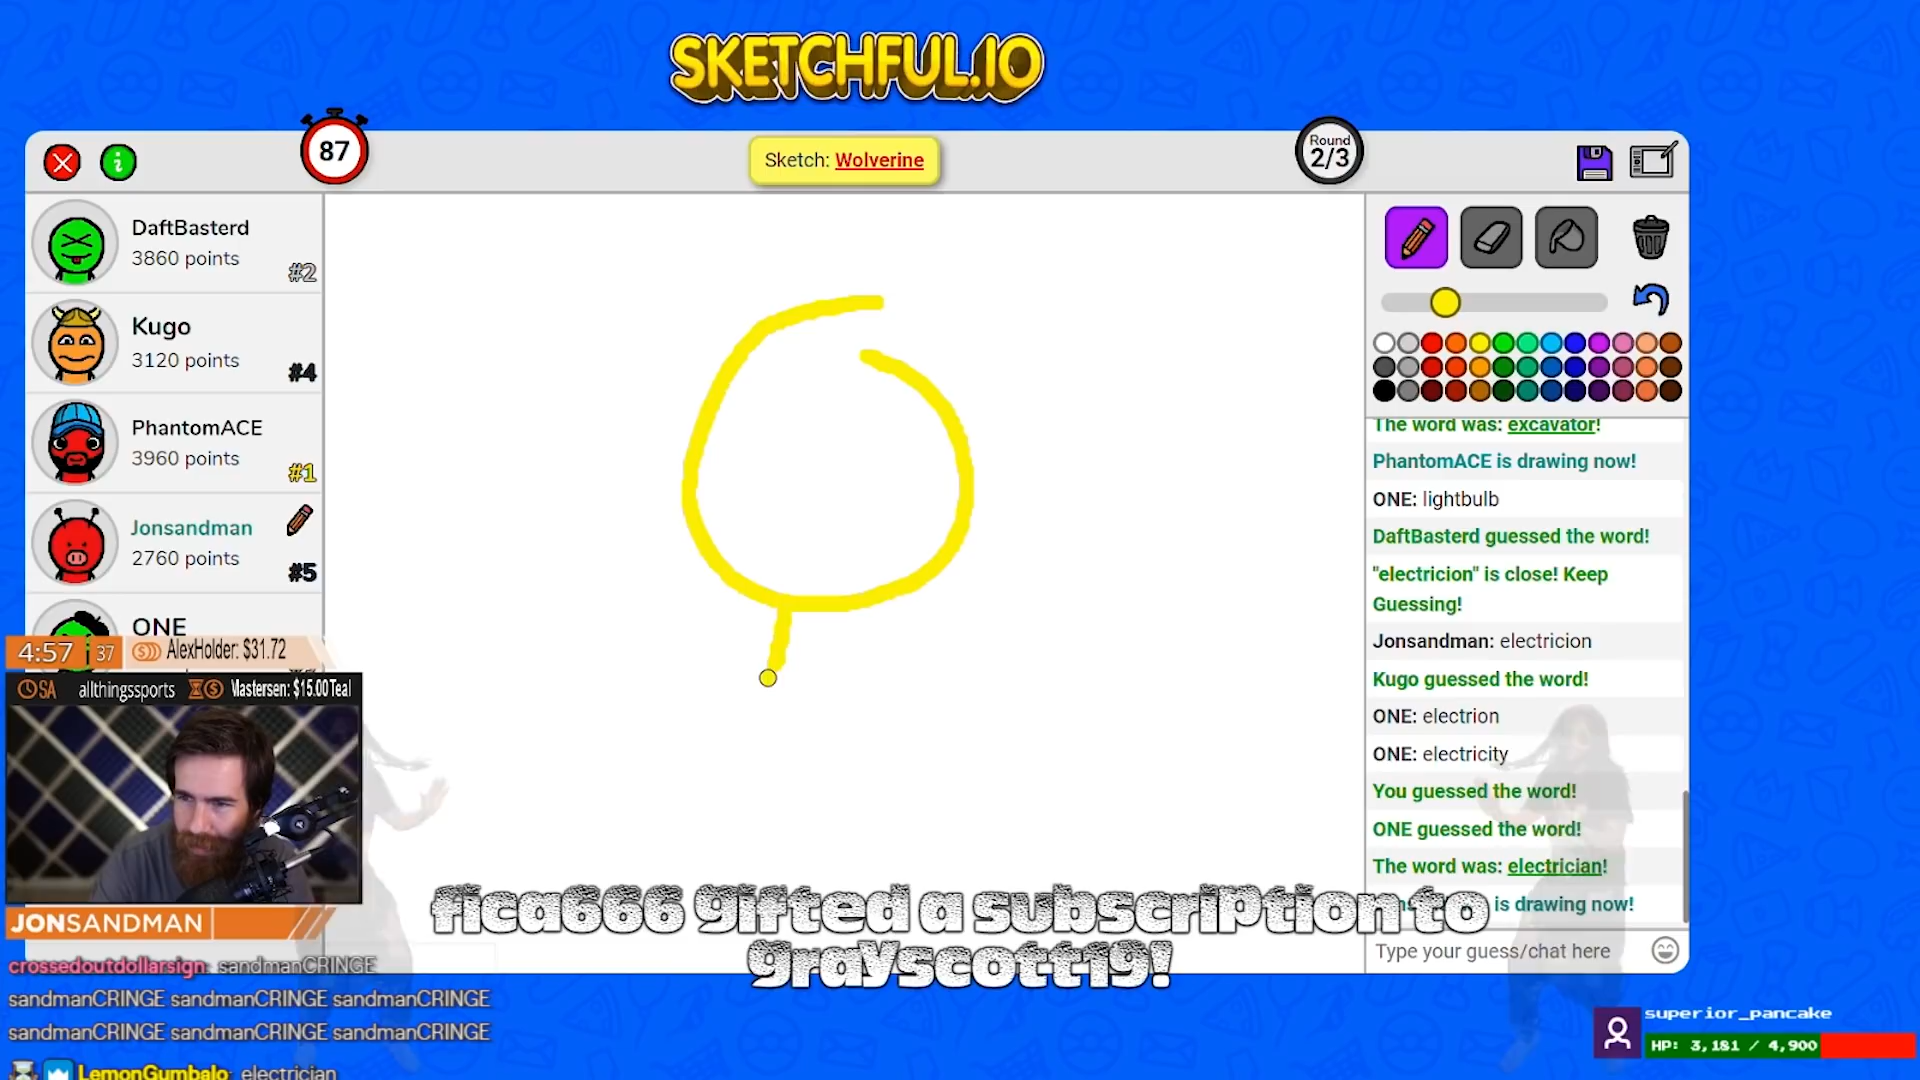 SKETCHFUL.IO
87
Sketch: Wolverine
Round
2/3
DaftBasterd
3860 points
#2
Kugo
3120 points
#4
PhantomACE
3960 points
#1
Jonsandman
2760 points
#5
ONE
The word was: excavator!
PhantomACE is drawing now!
ONE: lightbulb
DaftBasterd guessed the word!
"electricion" is close! Keep
Guessing!
Jonsandman: electricion
Kugo guessed the word!
ONE: electrion
ONE: electricity
You guessed the word!
ONE guessed the word!
The word was: electrician!
is drawing now!
Type your guess/chat here
4:57
37
AlexHolder: $31.72
SA
allthingssports
Mastersen: $15.00 Teal
JONSANDMAN
fica666 gifted a subscription to
grayscott19!
crossedoutdollarsign: sandmanCRINGE
sandmanCRINGE sandmanCRINGE sandmanCRINGE
sandmanCRINGE sandmanCRINGE sandmanCRINGE
LemonGumbalo: electrician
superior_pancake
HP: 3,181 / 4,900